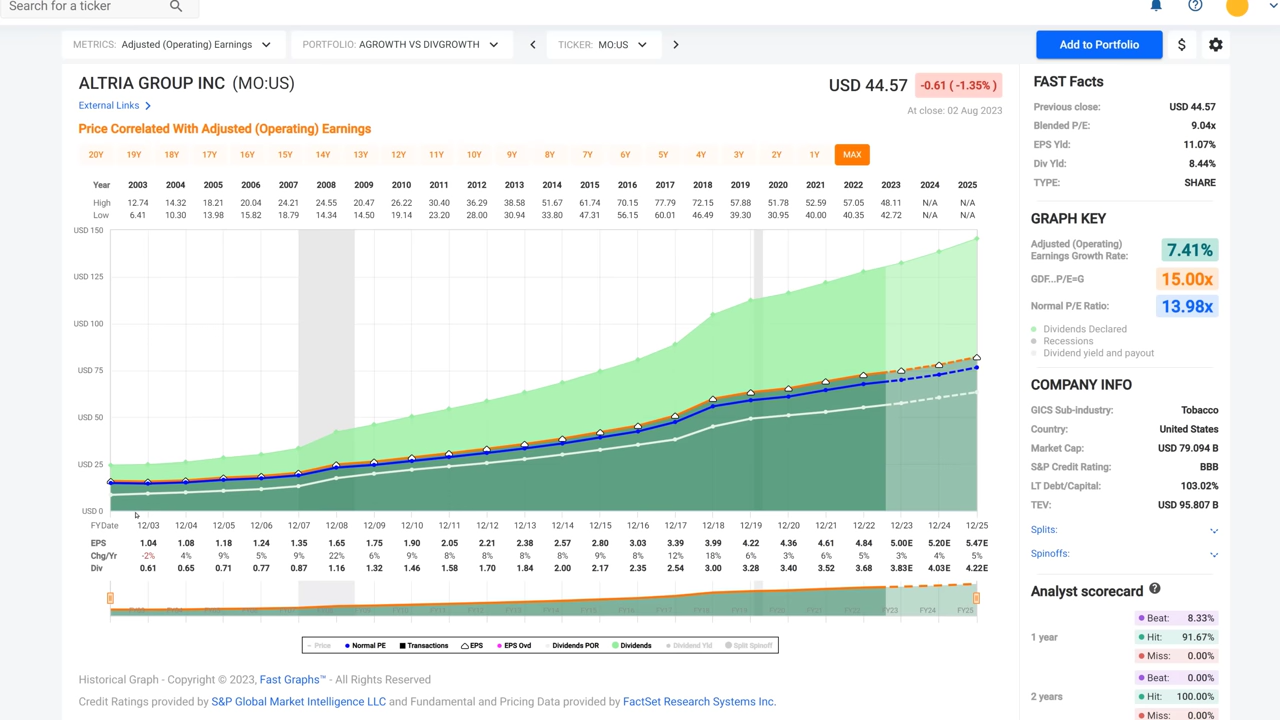 Search for a ticker
METRICS: Adjusted (Operating) Earnings PORTFOLIO: AGROWTH VS DIVGROWTH TICKER: MO:US Add to Portfolio $
ALTRIA GROUP INC (MO:US) USD 44.57 -0.61 ( -1.35% )
External Links
At close: 02 Aug 2023
Price Correlated With Adjusted (Operating) Earnings
20Y 19Y 18Y 17Y 16Y 15Y 14Y 13Y 12Y 11Y 10Y 9Y 8Y 7Y 6Y 5Y 4Y 3Y 2Y 1Y MAX
Year 2003 2004 2005 2006 2007 2008 2009 2010 2011 2012 2013 2014 2015 2016 2017 2018 2019 2020 2021 2022 2023 2024 2025
High 12.74 14.32 18.21 20.04 24.21 24.55 20.47 26.22 30.40 36.29 38.58 51.67 61.74 70.15 77.79 72.15 57.88 51.78 52.59 57.05 48.11 N/A N/A
Low 6.41 10.30 13.98 15.82 18.79 14.34 14.50 19.14 23.20 28.00 30.94 33.80 47.31 56.15 60.01 46.49 39.30 30.95 40.00 40.35 42.72 N/A N/A
USD 150
USD 125
USD 100
USD 75
USD 50
USD 25
USD 0
FYDate 12/03 12/04 12/05 12/06 12/07 12/08 12/09 12/10 12/11 12/12 12/13 12/14 12/15 12/16 12/17 12/18 12/19 12/20 12/21 12/22 12/23 12/24 12/25
EPS 1.04 1.08 1.18 1.24 1.35 1.65 1.75 1.90 2.05 2.21 2.38 2.57 2.80 3.03 3.39 3.99 4.22 4.36 4.61 4.84 5.00E 5.20E 5.47E
Chg/Yr -2% 4% 9% 5% 9% 22% 6% 9% 8% 8% 8% 8% 9% 8% 12% 18% 6% 3% 6% 5% 3% 4% 5%
Div 0.61 0.65 0.71 0.77 0.87 1.16 1.32 1.46 1.58 1.70 1.84 2.00 2.17 2.35 2.54 3.00 3.28 3.40 3.52 3.68 3.83E 4.03E 4.22E
FY23 FY24 FY25
Price Normal PE Transactions EPS EPS Ovd Dividends POR Dividends Dividend Yld Split Spinoff
Historical Graph - Copyright © 2023, Fast Graphs™ - All Rights Reserved
Credit Ratings provided by S&P Global Market Intelligence LLC and Fundamental and Pricing Data provided by FactSet Research Systems Inc.
FAST Facts
Previous close: USD 44.57
Blended P/E: 9.04x
EPS Yld: 11.07%
Div Yld: 8.44%
TYPE: SHARE
GRAPH KEY
Adjusted (Operating)
Earnings Growth Rate: 7.41%
GDF...P/E=G 15.00x
Normal P/E Ratio: 13.98x
Dividends Declared
Recessions
Dividend yield and payout
COMPANY INFO
GICS Sub-industry: Tobacco
Country: United States
Market Cap: USD 79.094 B
S&P Credit Rating: BBB
LT Debt/Capital: 103.02%
TEV: USD 95.807 B
Splits:
Spinoffs:
Analyst scorecard
Beat: 8.33%
1 year Hit: 91.67%
Miss: 0.00%
Beat: 0.00%
2 years Hit: 100.00%
Miss: 0.00%